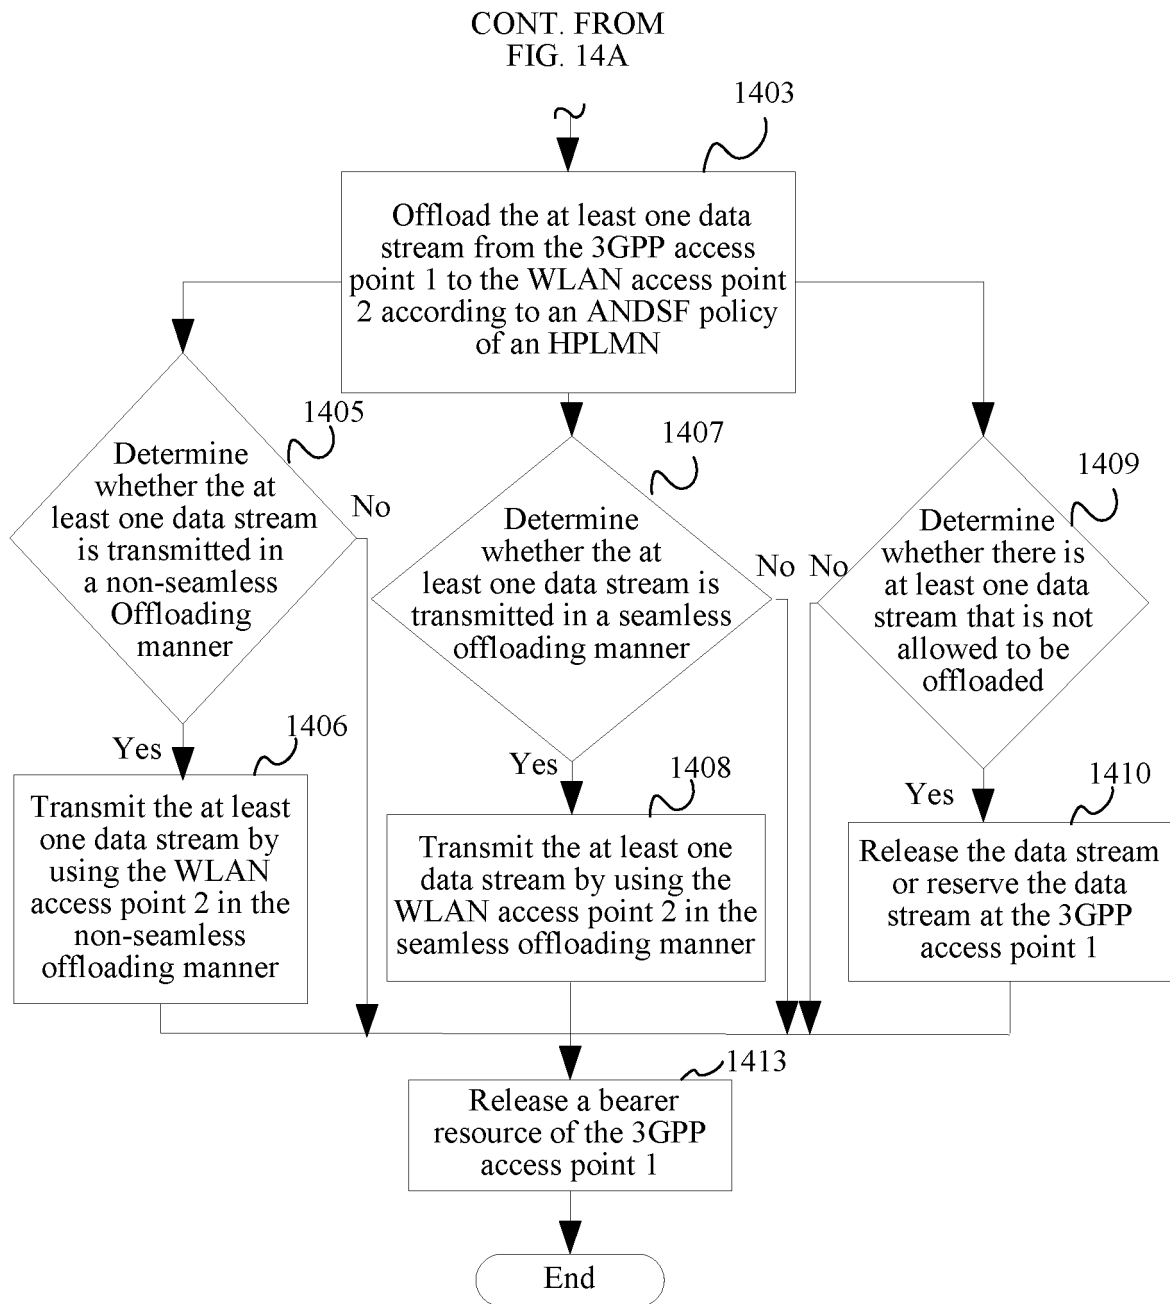 CONT. FROM
FIG. 14A
1403
Offload the at least one data
stream from the 3GPP access
point 1 to the WLAN access point
2 according to an ANDSF policy
of an HPLMN
1405
Determine
whether the at
least one data stream
is transmitted in
a non-seamless
Offloading
manner
No
Yes
1407
Determine
whether the at
least one data stream is
transmitted in a seamless
offloading manner
No
Yes
1409
Determine
whether there is
at least one data
stream that is not
allowed to be
offloaded
No
Yes
1406
Transmit the at least
one data stream by
using the WLAN
access point 2 in the
non-seamless
offloading manner
1408
Transmit the at least one
data stream by using the
WLAN access point 2 in the
seamless offloading manner
1410
Release the data stream
or reserve the data
stream at the 3GPP
access point 1
1413
Release a bearer
resource of the 3GPP
access point 1
End